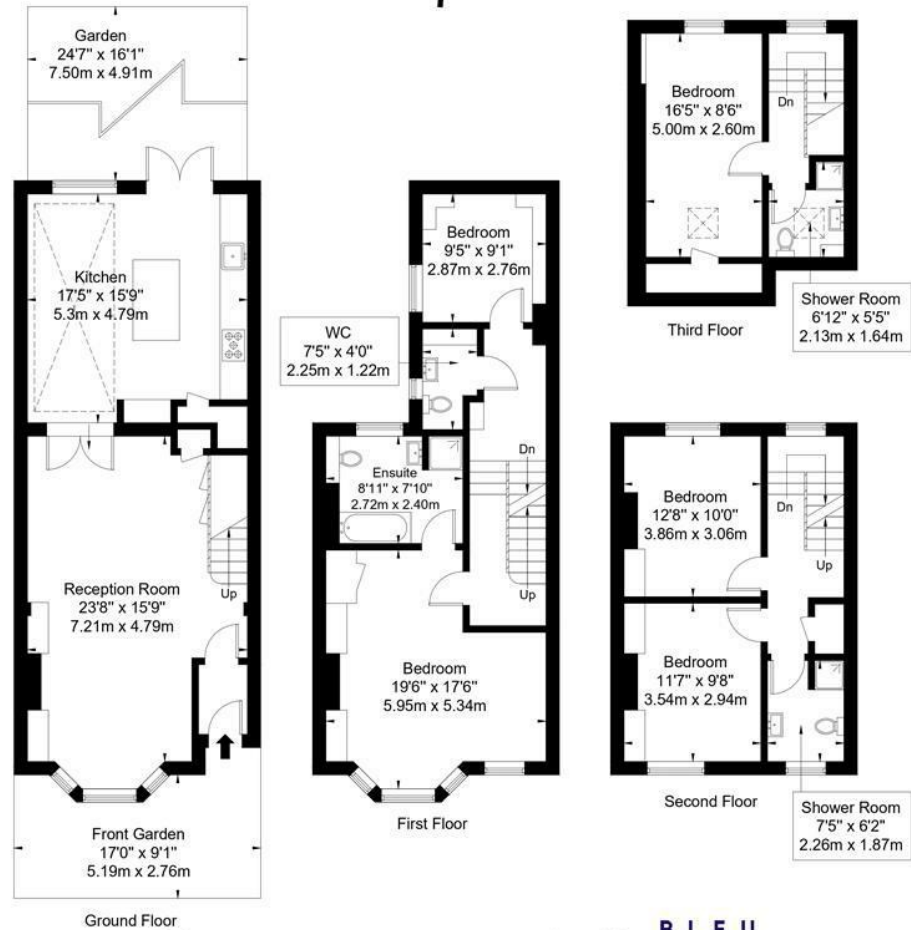 Garden
24'7" x 16'1"
7.50m x 4.91m
Kitchen
17'5" x 15'9"
5.3m x 4.79m
Reception Room
23'8" x 15'9"
7.21m x 4.79m
Up
Front Garden
17'0" x 9'1"
5.19m x 2.76m
Ground Floor
Bedroom
9'5" x 9'1"
2.87m x 2.76m
WC
7'5" x 4'0"
2.25m x 1.22m
Ensuite
8'11" x 7'10"
2.72m x 2.40m
Dn
Up
Bedroom
19'6" x 17'6"
5.95m x 5.34m
First Floor
Bedroom
16'5" x 8'6"
5.00m x 2.60m
Dn
Shower Room
6'12" x 5'5"
2.13m x 1.64m
Third Floor
Bedroom
12'8" x 10'0"
3.86m x 3.06m
Dn
Up
Bedroom
11'7" x 9'8"
3.54m x 2.94m
Second Floor
Shower Room
7'5" x 6'2"
2.26m x 1.87m